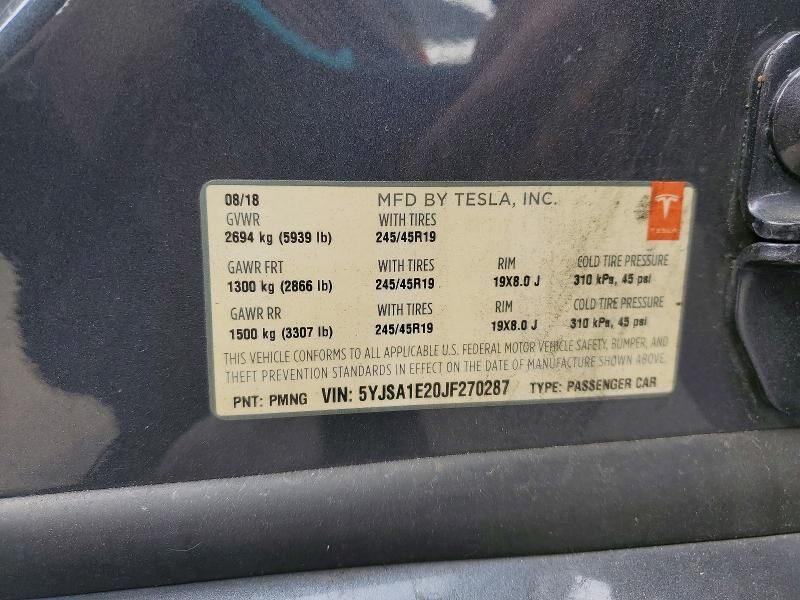 08/18 MFD BY TESLA, INC.
GVWR WITH TIRES
2694 kg (5939 lb) 245/45R19
TESLA
GAWR FRT WITH TIRES RIM COLD TIRE PRESSURE
1300 kg (2866 lb) 245/45R19 19X8.0 J 310 kPa, 45 psi
GAWR RR WITH TIRES RIM COLD TIRE PRESSURE
1500 kg (3307 lb) 245/45R19 19X8.0 J 310 kPa, 45 psi
THIS VEHICLE CONFORMS TO ALL APPLICABLE U.S. FEDERAL MOTOR VEHICLE SAFETY, BUMPER, AND
THEFT PREVENTION STANDARDS IN EFFECT ON THE DATE OF MANUFACTURE SHOWN ABOVE.
PNT: PMNG VIN: 5YJSA1E20JF270287 TYPE: PASSENGER CAR